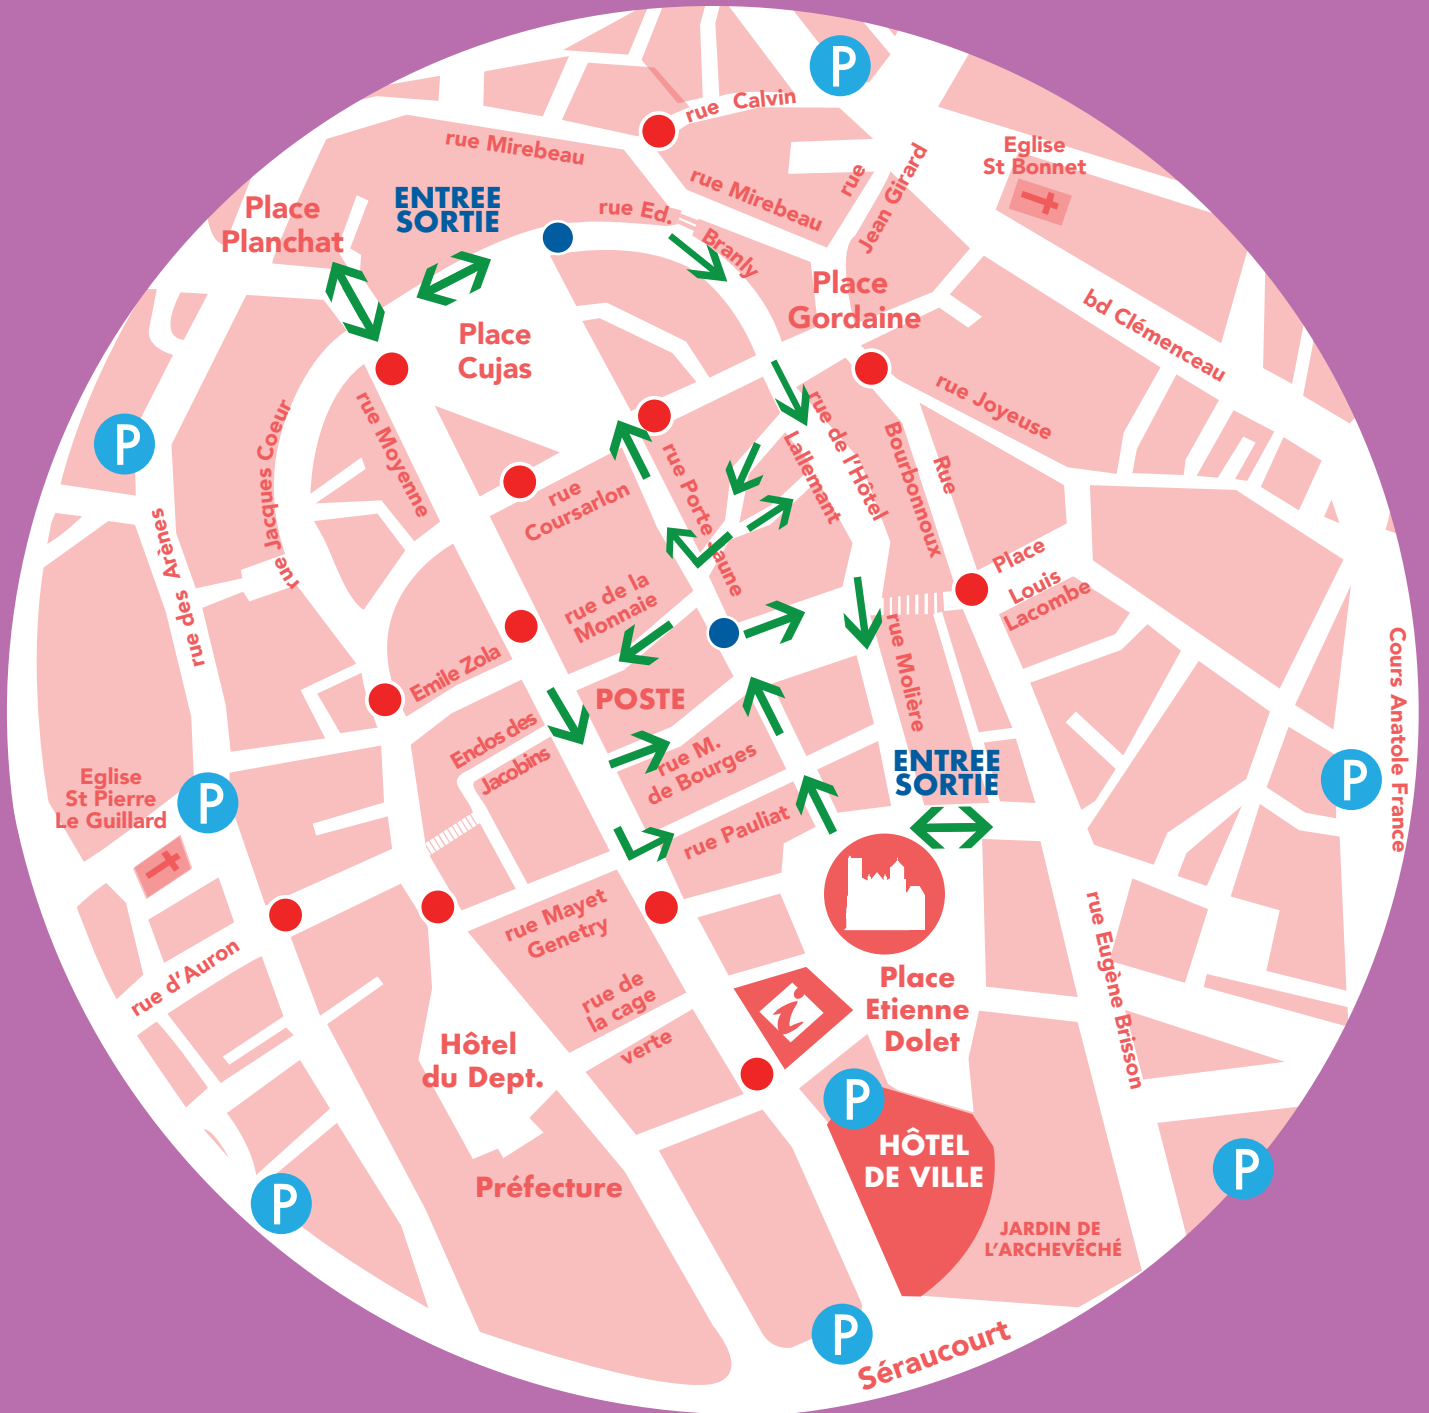 P
rue Calvin
rue Mirebeau
Eglise
St Bonnet
rue
Jean Girard
rue Mirebeau
ENTREE
SORTIE
Place
Planchat
rue Ed.
Branly
Place
Gordaine
bd Clémenceau
Place
Cujas
rue Joyeuse
P
rue Jacques Coeur
rue Moyenne
rue
Coursarlon
rue Porte Jaune
Lallemant
rue de l'Hôtel
Bourbonnoux
Rue
rue des Arènes
Place
Louis
Lacombe
rue de la
Monnaie
rue Molière
Emile Zola
POSTE
Cours Anatole France
Enclos des
Jacobins
rue M.
de Bourges
ENTREE
SORTIE
P
Eglise
St Pierre
Le Guillard
P
rue Pauliat
rue Mayet
Genetry
rue d'Auron
rue de
la cage
verte
rue Eugène Brisson
i
Place
Etienne
Dolet
Hôtel
du Dept.
P
HÔTEL
DE VILLE
P
P
Préfecture
JARDIN DE
L'ARCHEVÊCHÉ
P
Séraucourt